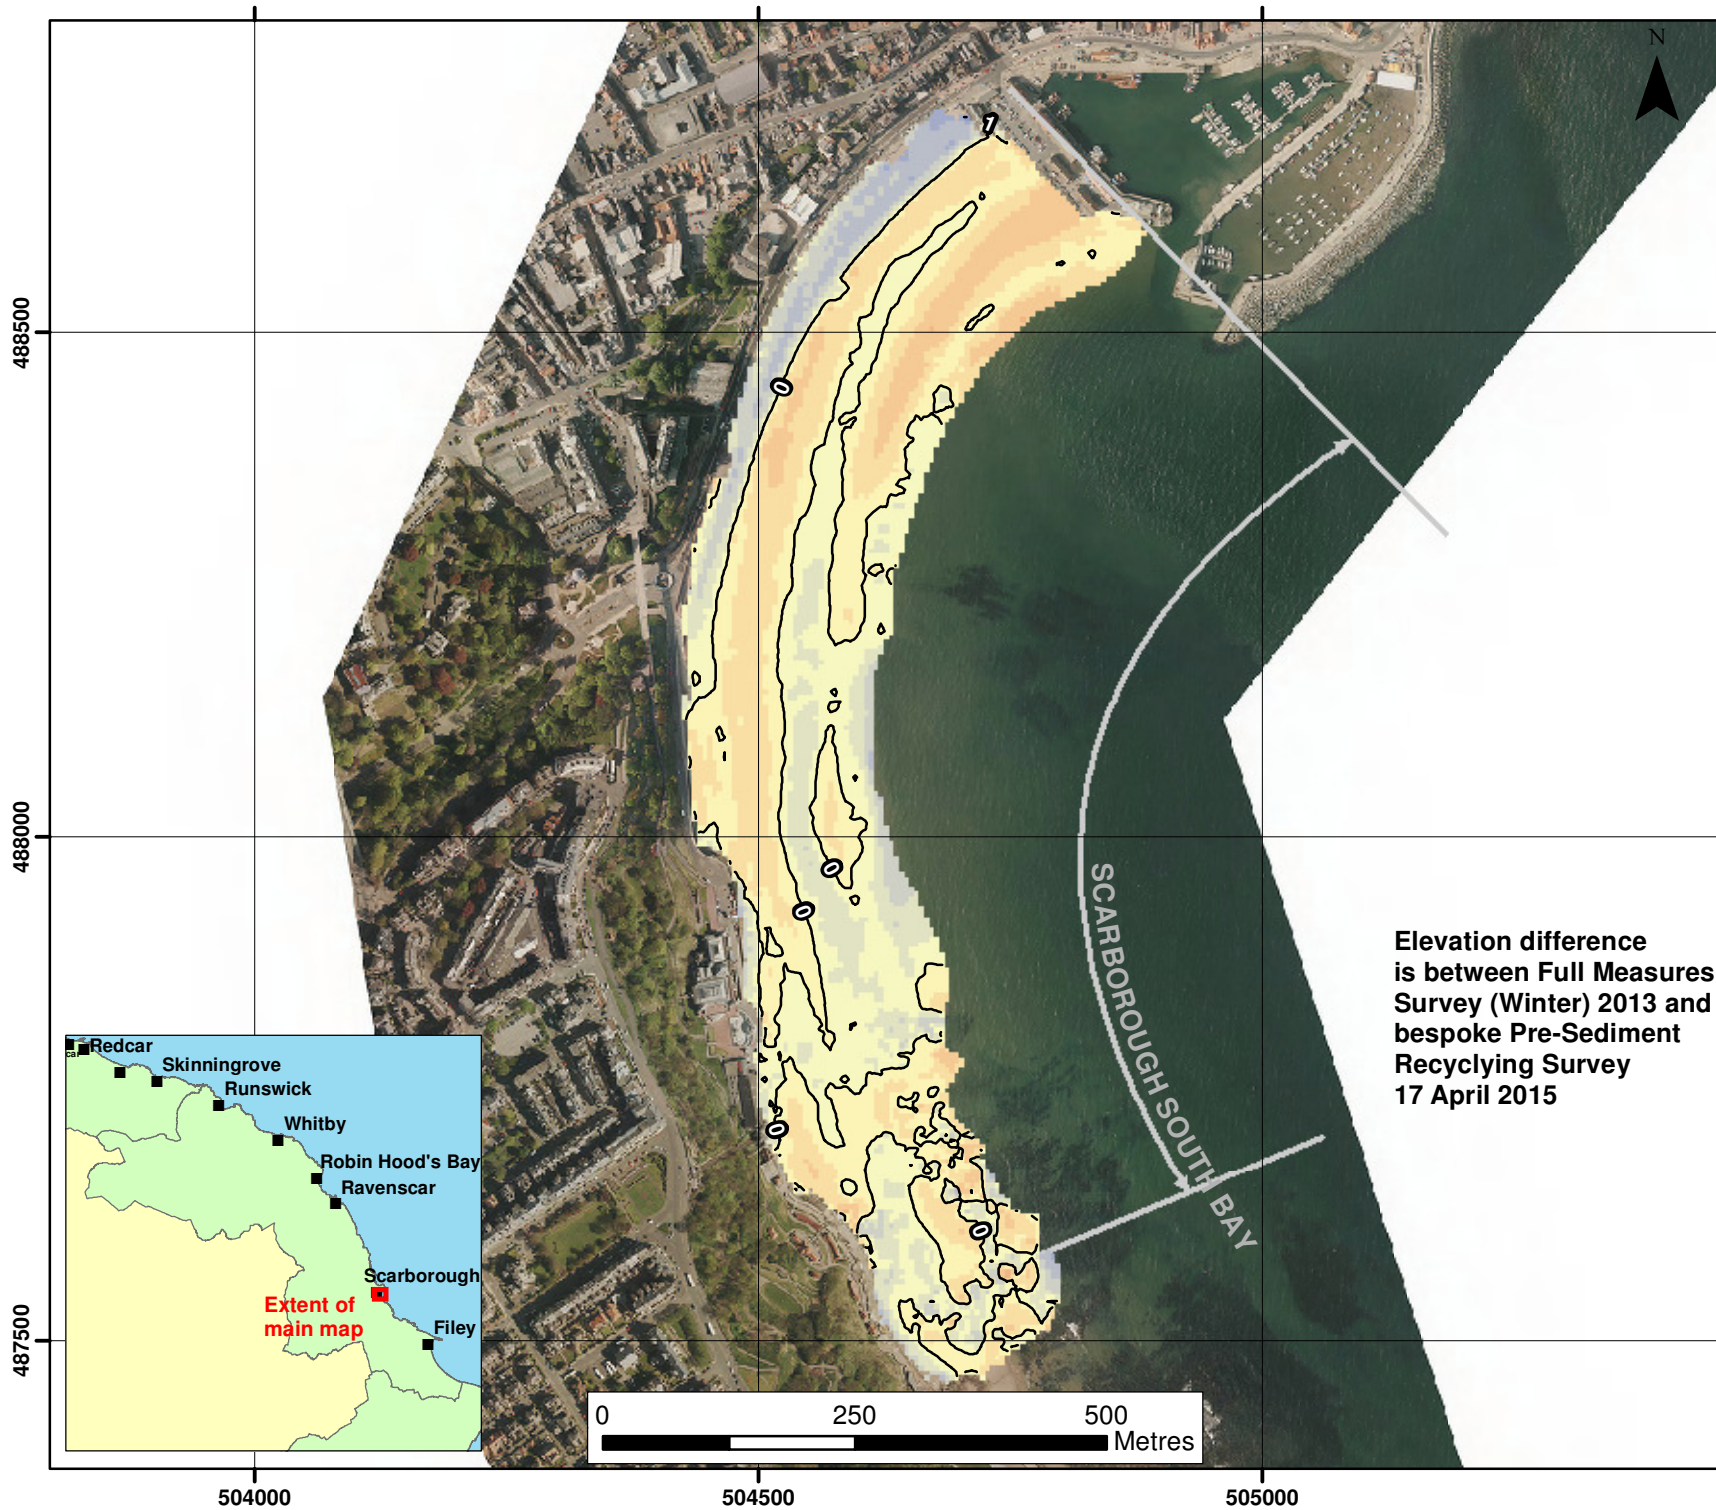 N
1
0
0
0
0
0
488500
488000
487500
504000
504500
505000
SCARBOROUGH SOUTH BAY
Elevation difference
is between Full Measures
Survey (Winter) 2013 and
bespoke Pre-Sediment
Recyclying Survey
17 April 2015
Redcar
car
Skinningrove
Runswick
Whitby
Robin Hood's Bay
Ravenscar
Scarborough
Extent of
main map
Filey
0 250 500
Metres